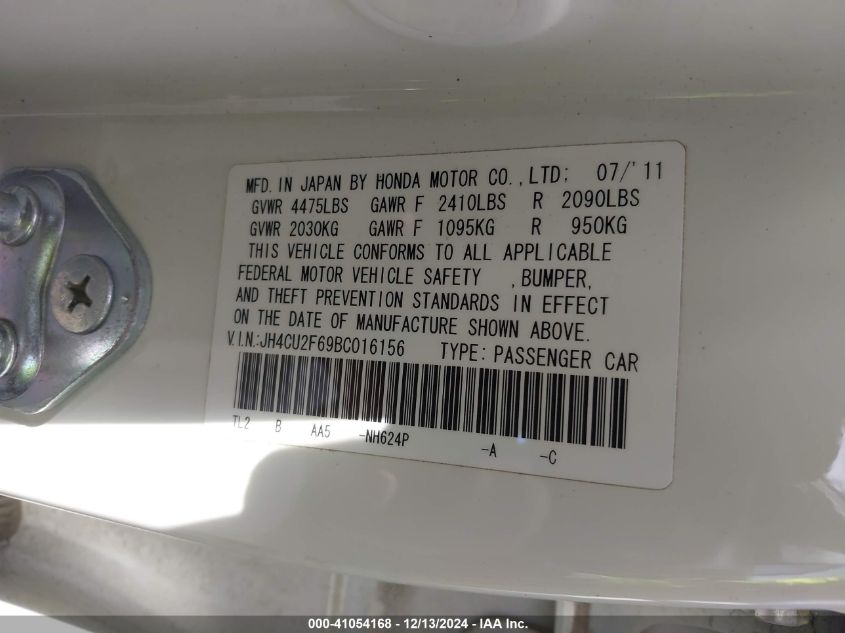 MFD. IN JAPAN BY HONDA MOTOR CO., LTD: 07/'11
GVWR 4475LBS GAWR F 2410LBS R 2090LBS
GVWR 2030KG GAWR F 1095KG R 950KG
THIS VEHICLE CONFORMS TO ALL APPLICABLE
FEDERAL MOTOR VEHICLE SAFETY , BUMPER,
AND THEFT PREVENTION STANDARDS IN EFFECT
ON THE DATE OF MANUFACTURE SHOWN ABOVE.
V.I.N.:JH4CU2F69BC016156 TYPE: PASSENGER CAR
TL2 B AA5 -NH624P -A -C
000-41054168 - 12/13/2024 - IAA Inc.